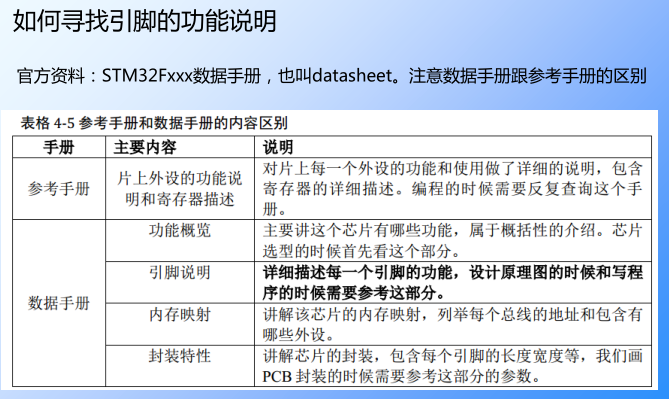 如何寻找引脚的功能说明
官方资料：STM32Fxxx数据手册，也叫datasheet。注意数据手册跟参考手册的区别
表格 4-5 参考手册和数据手册的内容区别
手册 主要内容 说明
参考手册 片上外设的功能说明和寄存器描述 对片上每一个外设的功能和使用做了详细的说明，包含
寄存器的详细描述。编程的时候需要反复查询这个手
册。
数据手册 功能概览 主要讲这个芯片有哪些功能，属于概括性的介绍。芯片
选型的时候首先看这个部分。
引脚说明 详细描述每一个引脚的功能，设计原理图的时候和写程
序的时候需要参考这部分。
内存映射 讲解该芯片的内存映射，列举每个总线的地址和包含有
哪些外设。
封装特性 讲解芯片的封装，包含每个引脚的长度宽度等，我们画
PCB 封装的时候需要参考这部分的参数。